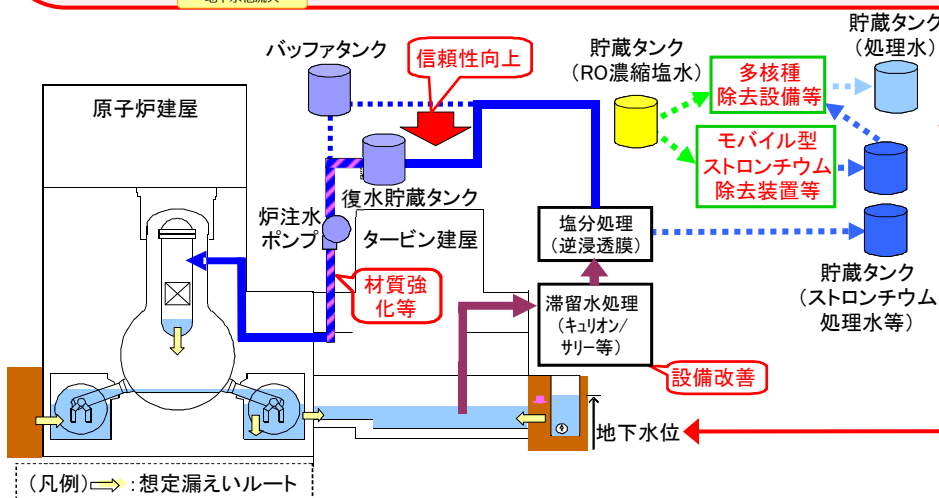 バッファタンク
信頼性向上
貯蔵タンク
(RO濃縮塩水)
多核種
除去設備等
貯蔵タンク
(処理水)
原子炉建屋
モバイル型
ストロンチウム
除去装置等
復水貯蔵タンク
炉注水
ポンプ
タービン建屋
塩分処理
(逆浸透膜)
材質強
化等
滞留水処理
(キュリオン/
サリー等)
貯蔵タンク
(ストロンチウム
処理水等)
設備改善
地下水位
(凡例) :想定漏えいルート